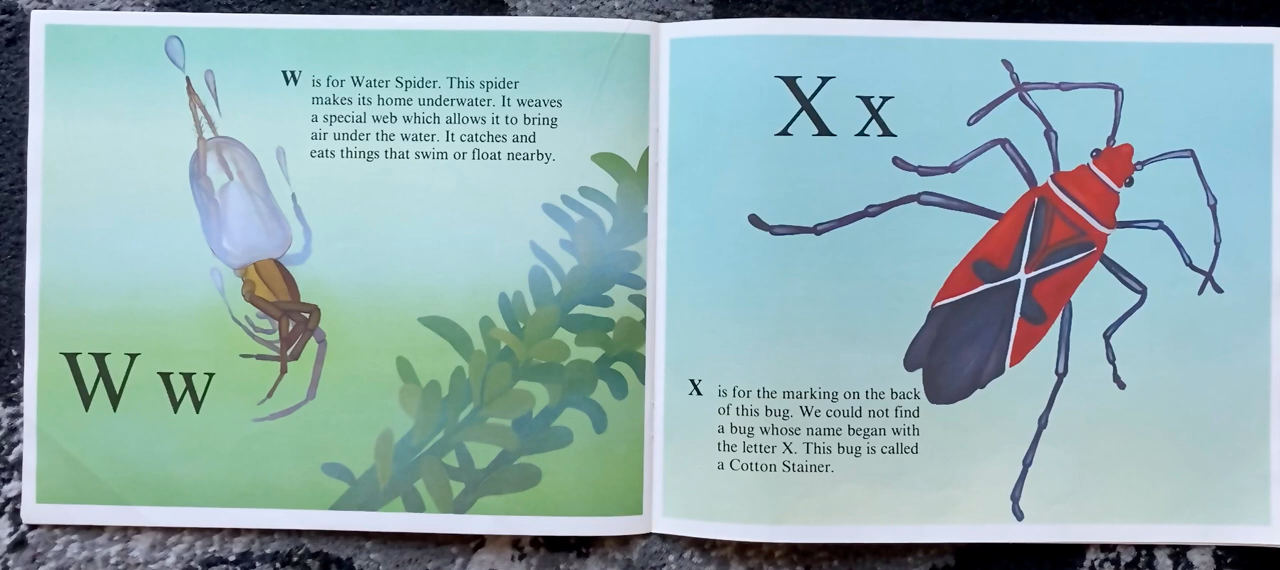 W is for Water Spider. This spider
makes its home underwater. It weaves
a special web which allows it to bring
air under the water. It catches and
eats things that swim or float nearby.
W w
X x
X is for the marking on the back
of this bug. We could not find
a bug whose name began with
the letter X. This bug is called
a Cotton Stainer.